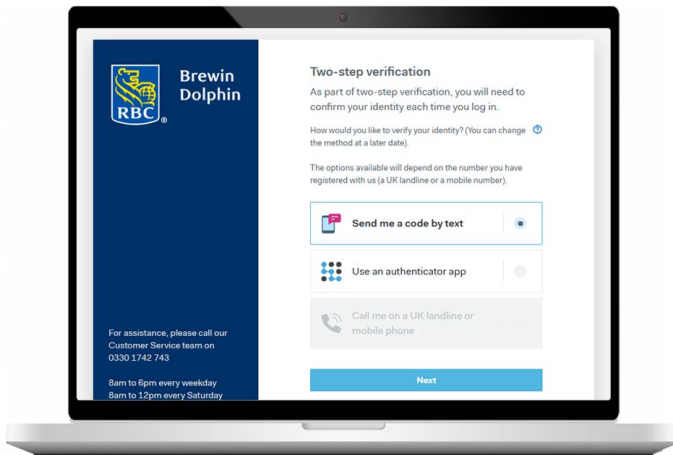 RBC
®
Brewin
Dolphin
For assistance, please call our
Customer Service team on
0330 1742 743
8am to 6pm every weekday
8am to 12pm every Saturday
Two-step verification
As part of two-step verification, you will need to
confirm your identity each time you log in.
How would you like to verify your identity? (You can change
the method at a later date).
The options available will depend on the number you have
registered with us (a UK landline or a mobile number).
Send me a code by text
Use an authenticator app
Call me on a UK landline or
mobile phone
Next